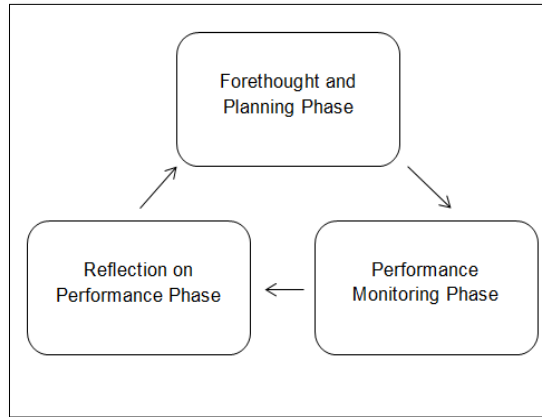 Forethought and
Planning Phase
Reflection on
Performance Phase
Performance
Monitoring Phase